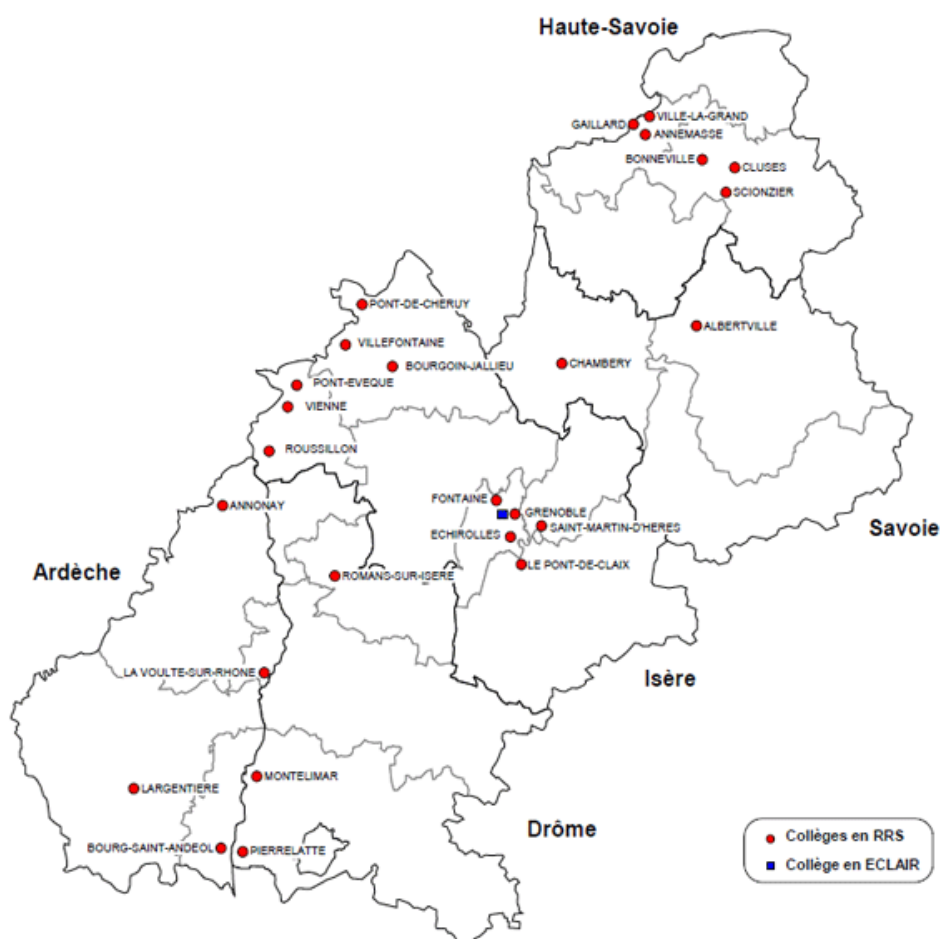 Haute-Savoie
VILLE-LA-GRAND
GAILLARD
ANNEMASSE
BONNEVILLE
CLUSES
SCIONZIER
PONT-DE-CHERUY
ALBERTVILLE
VILLEFONTAINE
BOURGOIN-JALLIEU
CHAMBERY
PONT-EVEQUE
VIENNE
ROUSSILLON
FONTAINE
ANNONAY
GRENOBLE
SAINT-MARTIN-D'HERES
ECHIROLLES
Savoie
LE PONT-DE-CLAIX
Ardèche
ROMANS-SUR-ISERE
LA VOULTE-SUR-RHONE
Isère
MONTELIMAR
LARGENTIERE
Drôme
BOURG-SAINT-ANDEOL
PIERRELATTE
Collèges en RRS
Collège en ECLAIR